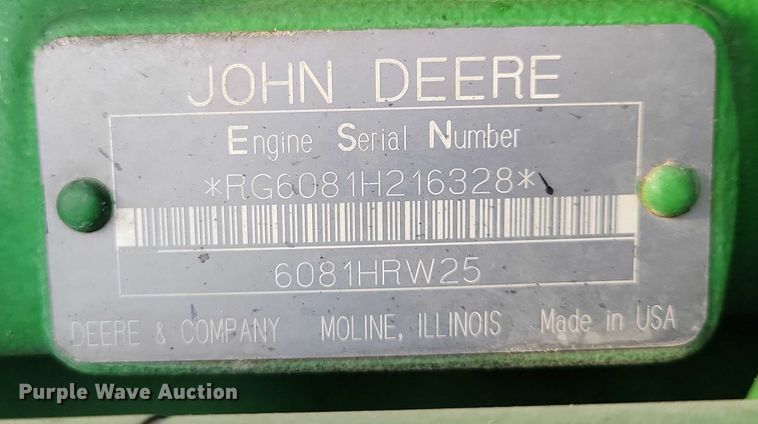 JOHN DEERE
Engine Serial Number
*RG6081H216328*
6081HRW25
DEERE & COMPANY MOLINE, ILLINOIS Made in USA
Purple Wave Auction